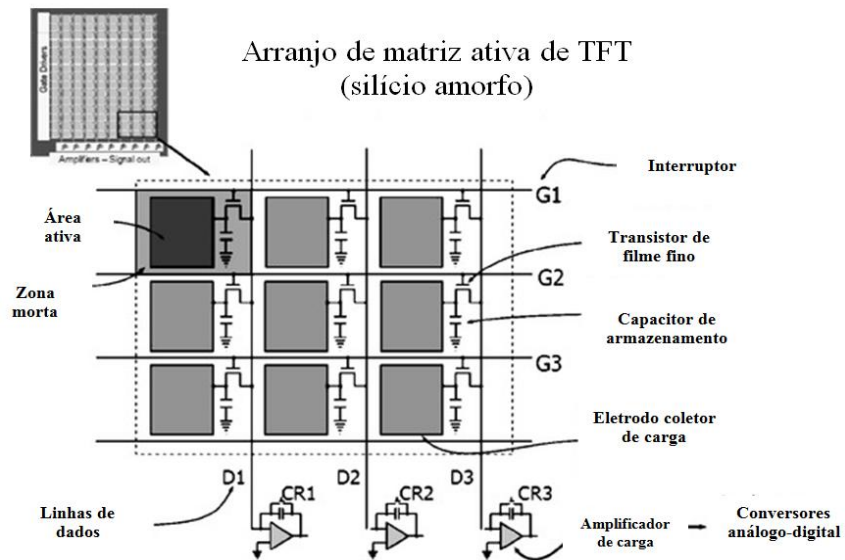 Arranjo de matriz ativa de TFT
(silício amorfo)
Gate Drivers
Amplifiers – Signal out
Interruptor
G1
Área
ativa
Transistor de
filme fino
G2
Zona
morta
Capacitor de
armazenamento
G3
Eletrodo coletor
de carga
D1
D2
D3
CR1
CR2
CR3
Linhas de
dados
Amplificador
de carga
Conversores
análogo-digital